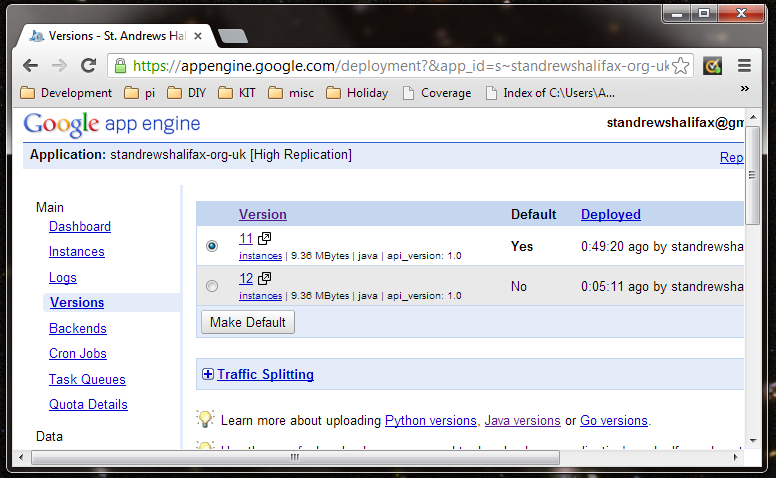 Versions - St. Andrews Hal
https://appengine.google.com/deployment?&app_id=s~standrewshalifax-org-uk
Development pi DIY KIT misc Holiday Coverage Index of C:\Users\A... »
Google app engine
standrewshalifax@gm
Application: standrewshalifax-org-uk [High Replication]
Rep
Main
Dashboard
Instances
Logs
Versions
Backends
Cron Jobs
Task Queues
Quota Details
Data
Version Default Deployed
11 Yes 0:49:20 ago by standrewsha
instances | 9.36 MBytes | java | api_version: 1.0
12 No 0:05:11 ago by standrewsha
instances | 9.36 MBytes | java | api_version: 1.0
Make Default
Traffic Splitting
Learn more about uploading Python versions, Java versions or Go versions.